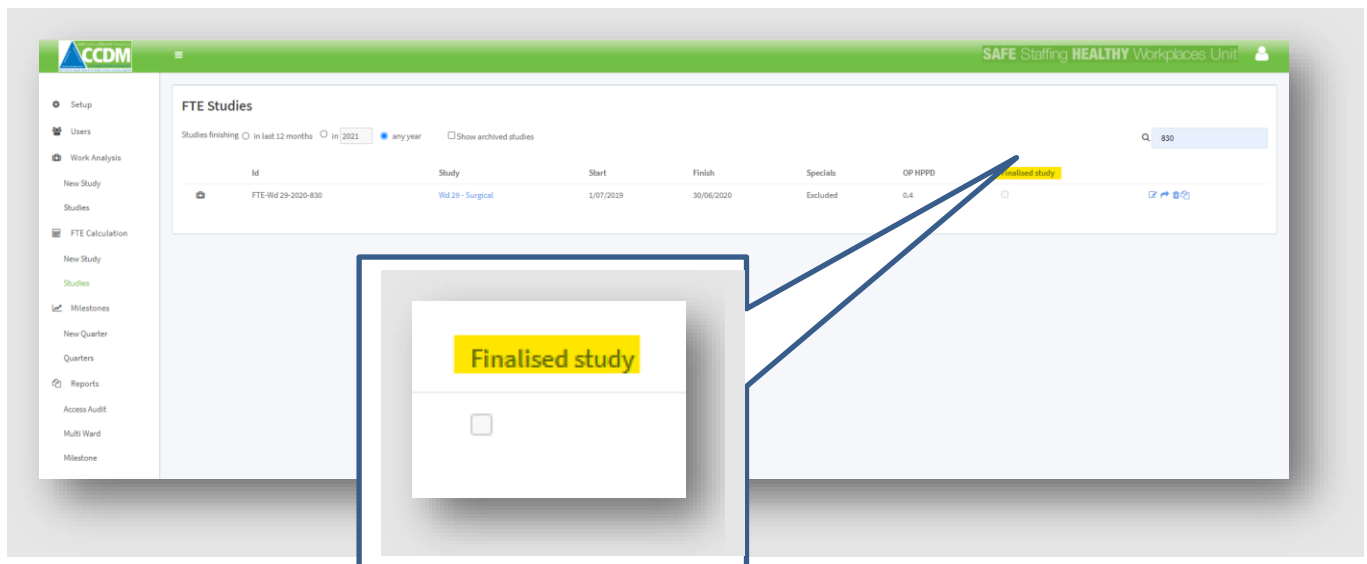 CCDM
SAFE Staffing HEALTHY Workplaces Unit
Setup
Users
Work Analysis
New Study
Studies
FTE Calculation
New Study
Studies
Milestones
New Quarter
Quarters
Reports
Access Audit
Multi Ward
Milestone
FTE Studies
Studies finishing in last 12 months in 2021 any year Show archived studies 830
Id Study Start Finish Specials OP HPPD Finalised study
FTE-Wd 29-2020-830 Wd 29 - Surgical 1/07/2019 30/06/2020 Excluded 0.4
Finalised study